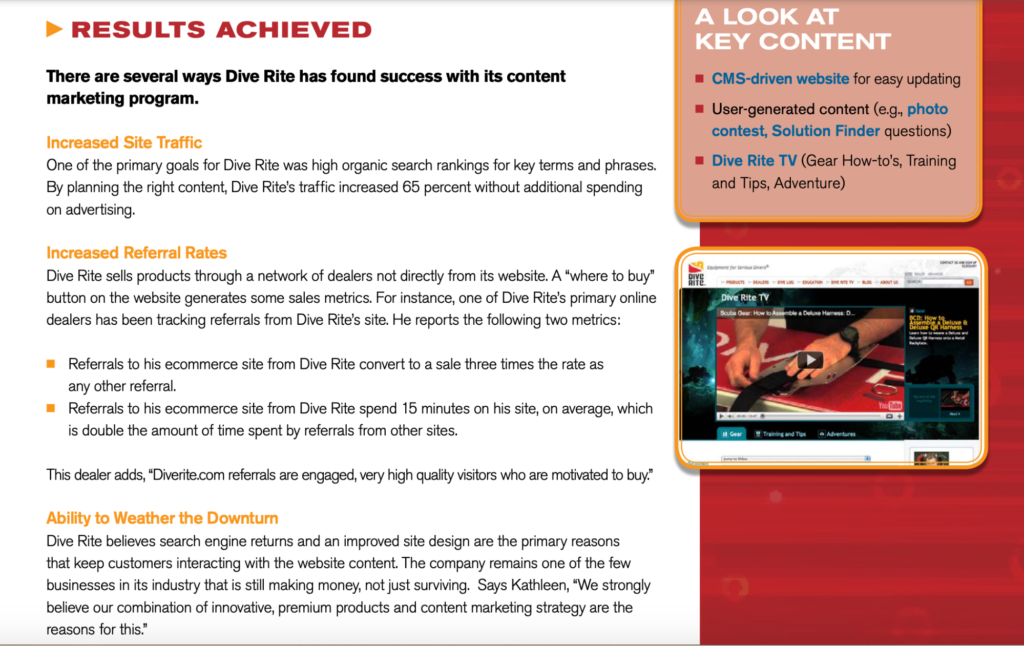 RESULTS ACHIEVED
There are several ways Dive Rite has found success with its content
marketing program.
Increased Site Traffic
One of the primary goals for Dive Rite was high organic search rankings for key terms and phrases.
By planning the right content, Dive Rite's traffic increased 65 percent without additional spending
on advertising.
Increased Referral Rates
Dive Rite sells products through a network of dealers not directly from its website. A “where to buy”
button on the website generates some sales metrics. For instance, one of Dive Rite's primary online
dealers has been tracking referrals from Dive Rite's site. He reports the following two metrics:
Referrals to his ecommerce site from Dive Rite convert to a sale three times the rate as
any other referral.
Referrals to his ecommerce site from Dive Rite spend 15 minutes on his site, on average, which
is double the amount of time spent by referrals from other sites.
This dealer adds, “Diverite.com referrals are engaged, very high quality visitors who are motivated to buy.”
Ability to Weather the Downturn
Dive Rite believes search engine returns and an improved site design are the primary reasons
that keep customers interacting with the website content. The company remains one of the few
businesses in its industry that is still making money, not just surviving. Says Kathleen, “We strongly
believe our combination of innovative, premium products and content marketing strategy are the
reasons for this.”
A LOOK AT
KEY CONTENT
CMS-driven website for easy updating
User-generated content (e.g., photo
contest, Solution Finder questions)
Dive Rite TV (Gear How-to's, Training
and Tips, Adventure)
DIVE
RITE
Equipment for Serious Divers
PRODUCTS DEALERS DIVE LOG EDUCATION DIVE RITE TV BLOG ABOUT US
Dive Rite TV
Scuba Gear: How to Assemble a Deluxe Harness: D...
BCD: How to
Assemble a Deluxe &
Deluxe QR Harness
YouTube
Gear Training and Tips Adventures